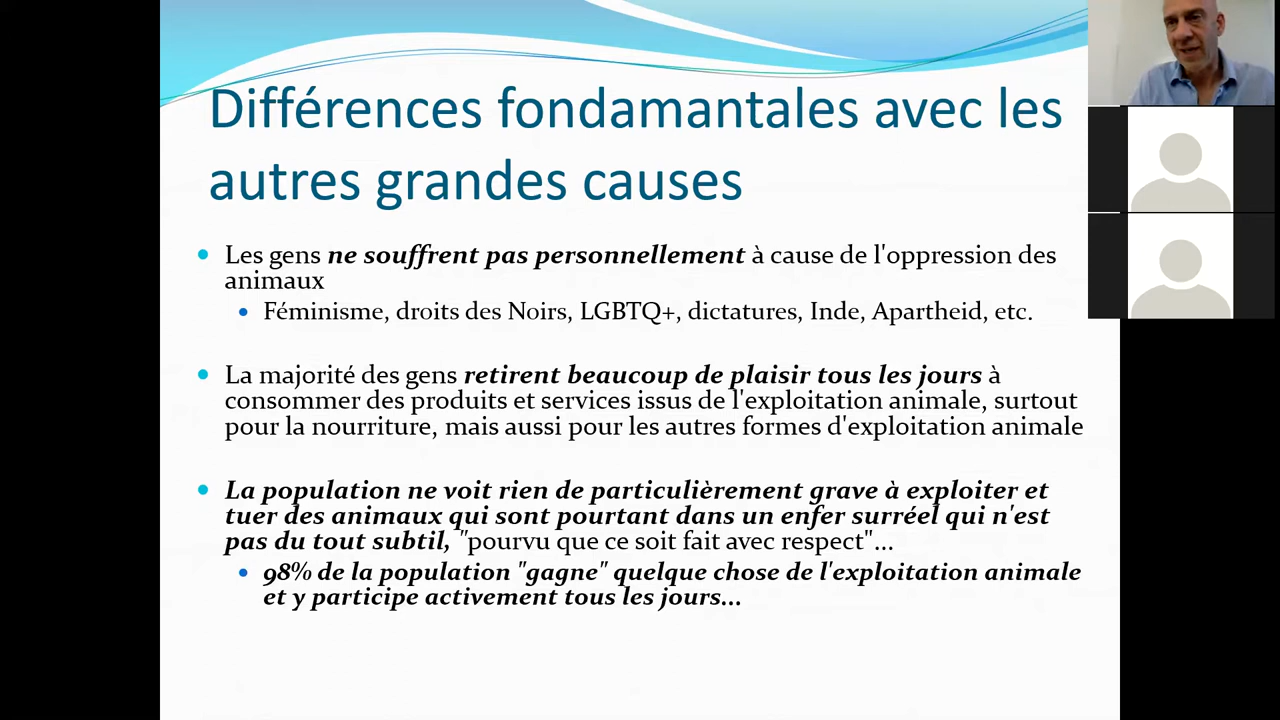 Différences fondamantales avec les
autres grandes causes
Les gens ne souffrent pas personnellement à cause de l'oppression des
animaux
Féminisme, droits des Noirs, LGBTQ+, dictatures, Inde, Apartheid, etc.
La majorité des gens retirent beaucoup de plaisir tous les jours à
consommer des produits et services issus de l'exploitation animale, surtout
pour la nourriture, mais aussi pour les autres formes d'exploitation animale
La population ne voit rien de particulièrement grave à exploiter et
tuer des animaux qui sont pourtant dans un enfer surréel qui n'est
pas du tout subtil, "pourvu que ce soit fait avec respect"...
98% de la population "gagne" quelque chose de l'exploitation animale
et y participe activement tous les jours...